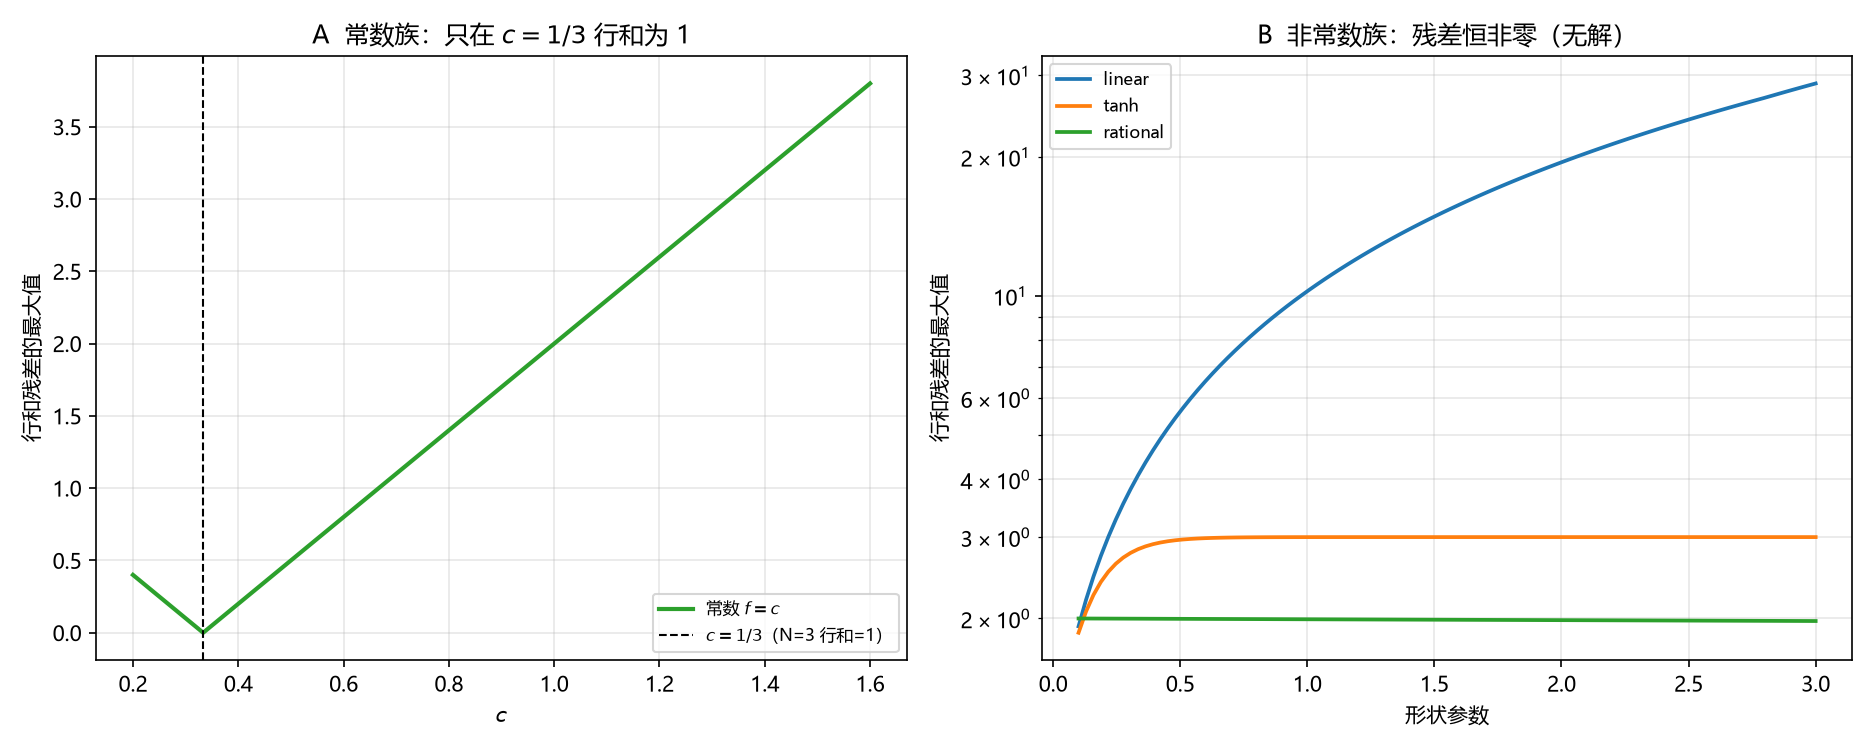 A 常数族：只在 c = 1/3 行和为 1
行和残差的最大值
3.5
3.0
2.5
2.0
1.5
1.0
0.5
0.0
0.2 0.4 0.6 0.8 1.0 1.2 1.4 1.6
c
常数 f = c
c = 1/3（N=3 行和=1）
B 非常数族：残差恒非零（无解）
行和残差的最大值
3 × 10¹
2 × 10¹
10¹
6 × 10⁰
4 × 10⁰
3 × 10⁰
2 × 10⁰
0.0 0.5 1.0 1.5 2.0 2.5 3.0
形状参数
linear
tanh
rational